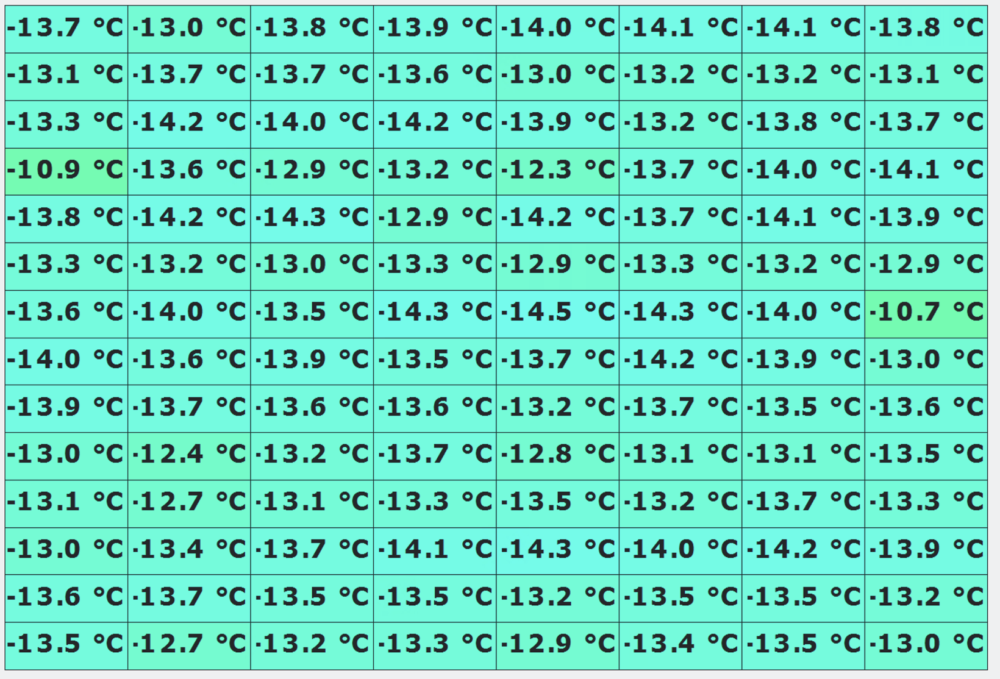 -13.7 °C -13.0 °C -13.8 °C -13.9 °C -14.0 °C -14.1 °C -14.1 °C -13.8 °C
-13.1 °C -13.7 °C -13.7 °C -13.6 °C -13.0 °C -13.2 °C -13.2 °C -13.1 °C
-13.3 °C -14.2 °C -14.0 °C -14.2 °C -13.9 °C -13.2 °C -13.8 °C -13.7 °C
-10.9 °C -13.6 °C -12.9 °C -13.2 °C -12.3 °C -13.7 °C -14.0 °C -14.1 °C
-13.8 °C -14.2 °C -14.3 °C -12.9 °C -14.2 °C -13.7 °C -14.1 °C -13.9 °C
-13.3 °C -13.2 °C -13.0 °C -13.3 °C -12.9 °C -13.3 °C -13.2 °C -12.9 °C
-13.6 °C -14.0 °C -13.5 °C -14.3 °C -14.5 °C -14.3 °C -14.0 °C -10.7 °C
-14.0 °C -13.6 °C -13.9 °C -13.5 °C -13.7 °C -14.2 °C -13.9 °C -13.0 °C
-13.9 °C -13.7 °C -13.6 °C -13.6 °C -13.2 °C -13.7 °C -13.5 °C -13.6 °C
-13.0 °C -12.4 °C -13.2 °C -13.7 °C -12.8 °C -13.1 °C -13.1 °C -13.5 °C
-13.1 °C -12.7 °C -13.1 °C -13.3 °C -13.5 °C -13.2 °C -13.7 °C -13.3 °C
-13.0 °C -13.4 °C -13.7 °C -14.1 °C -14.3 °C -14.0 °C -14.2 °C -13.9 °C
-13.6 °C -13.7 °C -13.5 °C -13.5 °C -13.2 °C -13.5 °C -13.5 °C -13.2 °C
-13.5 °C -12.7 °C -13.2 °C -13.3 °C -12.9 °C -13.4 °C -13.5 °C -13.0 °C